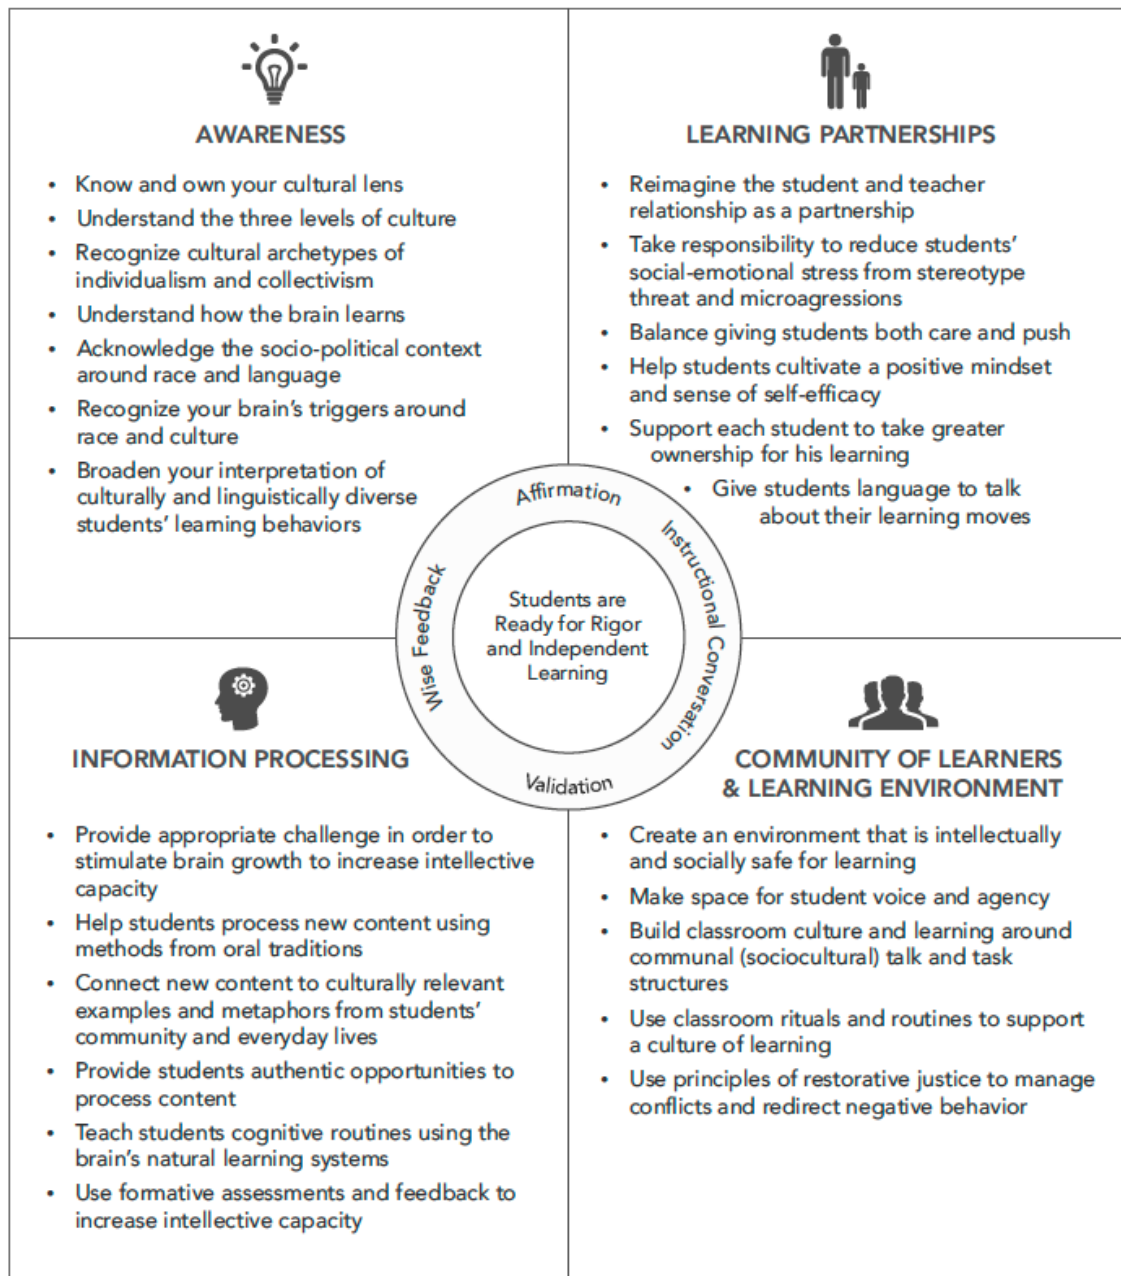 AWARENESS
• Know and own your cultural lens
• Understand the three levels of culture
• Recognize cultural archetypes of
individualism and collectivism
• Understand how the brain learns
• Acknowledge the socio-political context
around race and language
• Recognize your brain's triggers around
race and culture
• Broaden your interpretation of
culturally and linguistically diverse
students' learning behaviors
LEARNING PARTNERSHIPS
• Reimagine the student and teacher
relationship as a partnership
• Take responsibility to reduce students'
social-emotional stress from stereotype
threat and microagressions
• Balance giving students both care and push
• Help students cultivate a positive mindset
and sense of self-efficacy
• Support each student to take greater
ownership for his learning
• Give students language to talk
about their learning moves
Affirmation
Instructional Conversation
Validation
Wise Feedback
Students are
Ready for Rigor
and Independent
Learning
INFORMATION PROCESSING
• Provide appropriate challenge in order to
stimulate brain growth to increase intellective
capacity
• Help students process new content using
methods from oral traditions
• Connect new content to culturally relevant
examples and metaphors from students'
community and everyday lives
• Provide students authentic opportunities to
process content
• Teach students cognitive routines using the
brain's natural learning systems
• Use formative assessments and feedback to
increase intellective capacity
COMMUNITY OF LEARNERS
& LEARNING ENVIRONMENT
• Create an environment that is intellectually
and socially safe for learning
• Make space for student voice and agency
• Build classroom culture and learning around
communal (sociocultural) talk and task
structures
• Use classroom rituals and routines to support
a culture of learning
• Use principles of restorative justice to manage
conflicts and redirect negative behavior